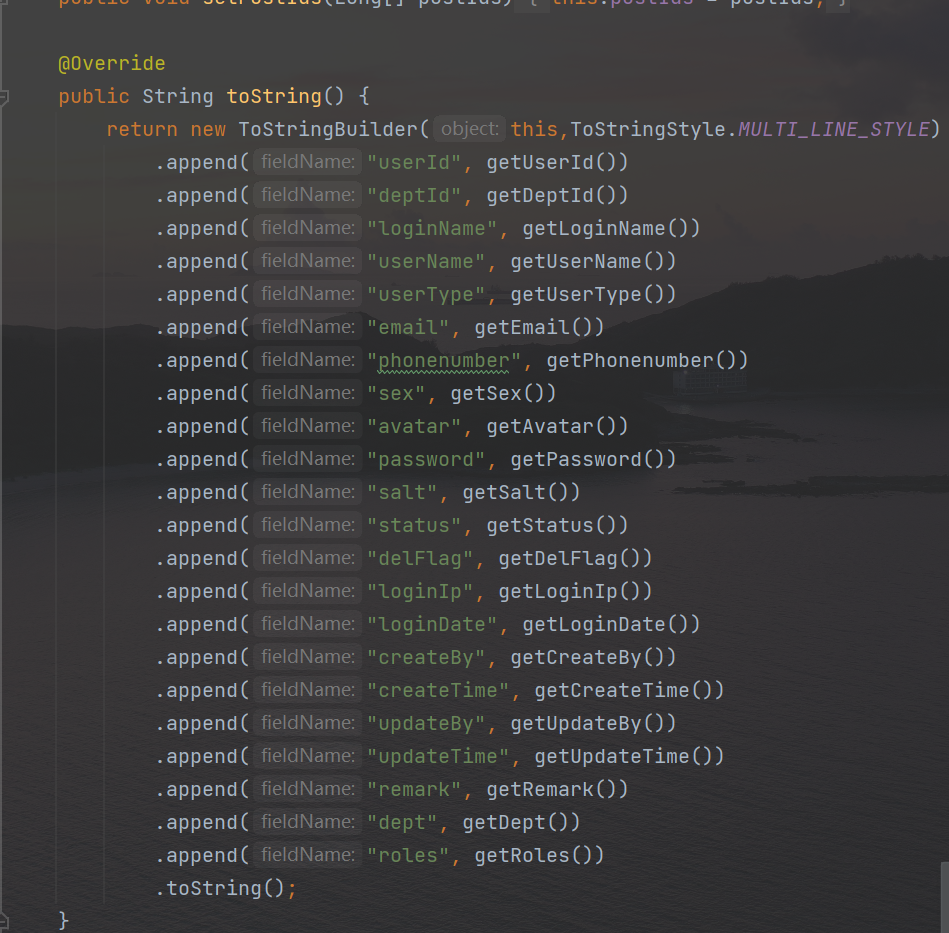 public void setPostIds(Long[] postIds) { this.postIds = postIds; }
@Override
public String toString() {
return new ToStringBuilder( object: this,ToStringStyle.MULTI_LINE_STYLE)
.append( fieldName: "userId", getUserId())
.append( fieldName: "deptId", getDeptId())
.append( fieldName: "loginName", getLoginName())
.append( fieldName: "userName", getUserName())
.append( fieldName: "userType", getUserType())
.append( fieldName: "email", getEmail())
.append( fieldName: "phonenumber", getPhonenumber())
.append( fieldName: "sex", getSex())
.append( fieldName: "avatar", getAvatar())
.append( fieldName: "password", getPassword())
.append( fieldName: "salt", getSalt())
.append( fieldName: "status", getStatus())
.append( fieldName: "delFlag", getDelFlag())
.append( fieldName: "loginIp", getLoginIp())
.append( fieldName: "loginDate", getLoginDate())
.append( fieldName: "createBy", getCreateBy())
.append( fieldName: "createTime", getCreateTime())
.append( fieldName: "updateBy", getUpdateBy())
.append( fieldName: "updateTime", getUpdateTime())
.append( fieldName: "remark", getRemark())
.append( fieldName: "dept", getDept())
.append( fieldName: "roles", getRoles())
.toString();
}